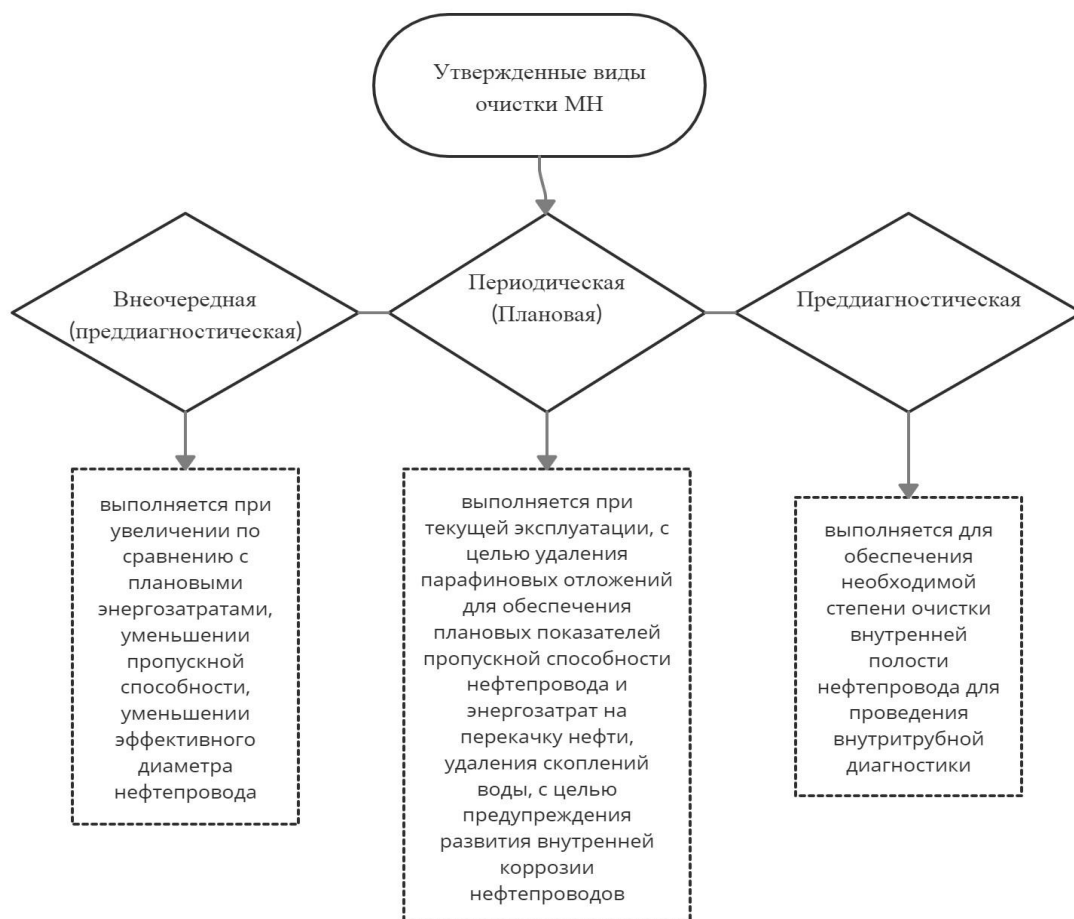 Утвержденные виды
очистки МН
Внеочередная
(преддиагностическая)
Периодическая
(Плановая)
Преддиагностическая
выполняется при
увеличении по
сравнению с
плановыми
энергозатратами,
уменьшении
пропускной
способности,
уменьшении
эффективного
диаметра
нефтепровода
выполняется при
текущей эксплуатации, с
целью удаления
парафиновых отложений
для обеспечения
плановых показателей
пропускной способности
нефтепровода и
энергозатрат на
перекачку нефти,
удаления скоплений
воды, с целью
предупреждения
развития внутренней
коррозии
нефтепроводов
выполняется для
обеспечения
необходимой
степени очистки
внутренней
полости
нефтепровода для
проведения
внутритрубной
диагностики